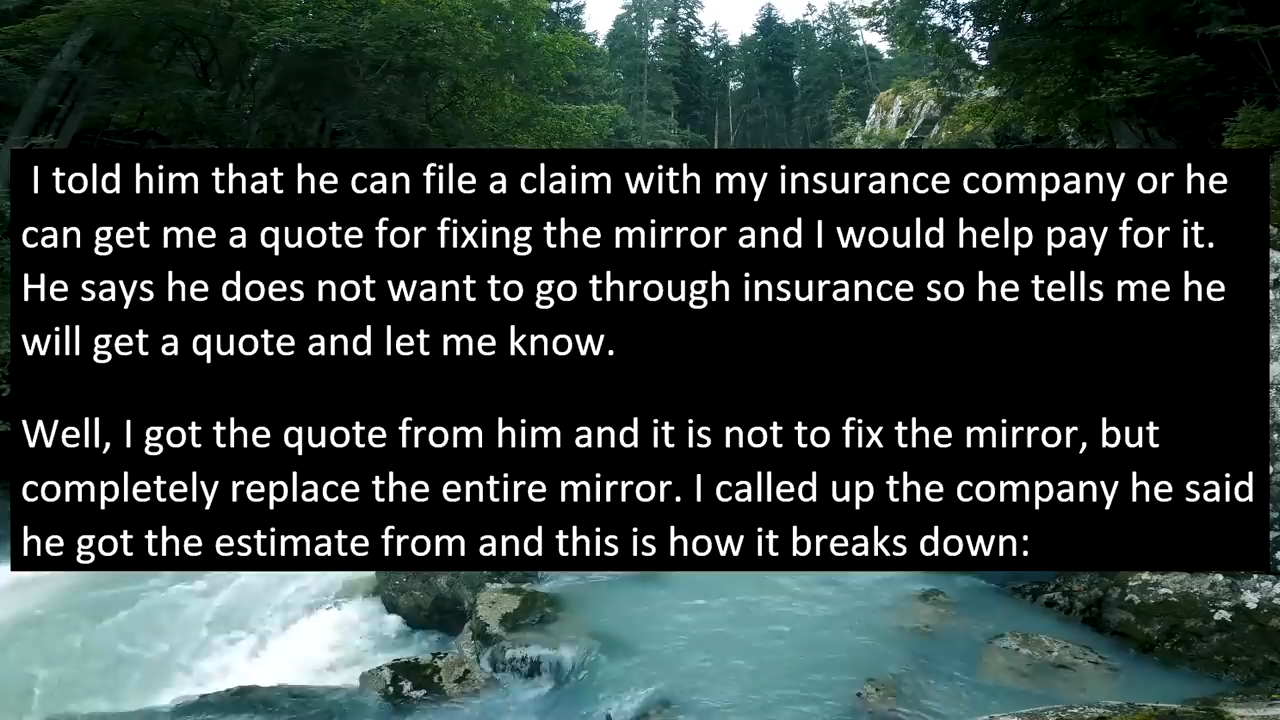 I told him that he can file a claim with my insurance company or he
can get me a quote for fixing the mirror and I would help pay for it.
He says he does not want to go through insurance so he tells me he
will get a quote and let me know.
Well, I got the quote from him and it is not to fix the mirror, but
completely replace the entire mirror. I called up the company he said
he got the estimate from and this is how it breaks down: